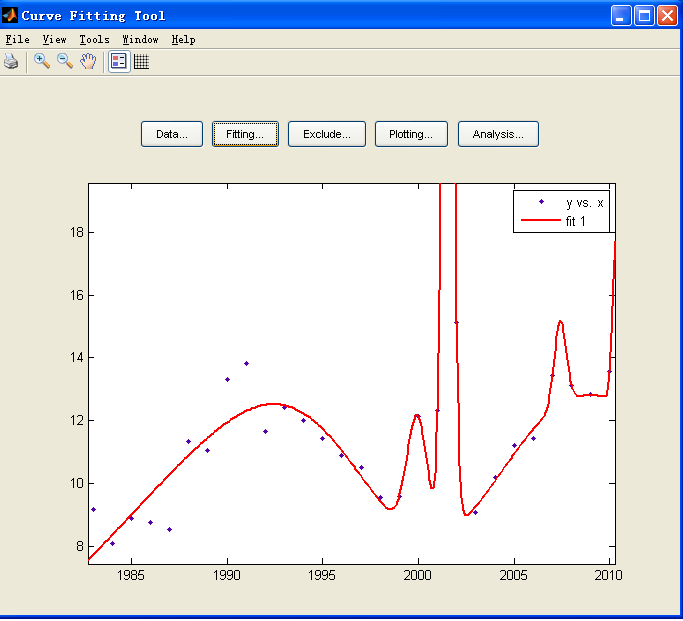 Curve Fitting Tool
File View Tools Window Help
Data... Fitting... Exclude... Plotting... Analysis...
y vs. x
fit 1
18
16
14
12
10
8
1985 1990 1995 2000 2005 2010